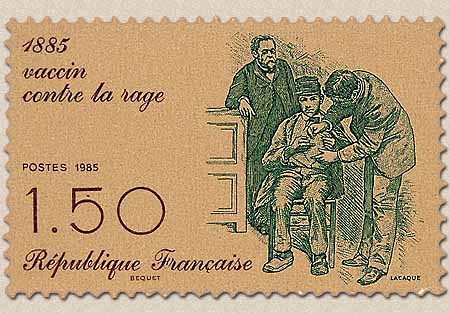 1885
vaccin
contre la rage
POSTES 1985
1.50
République Française
BEQUET
LACAQUE